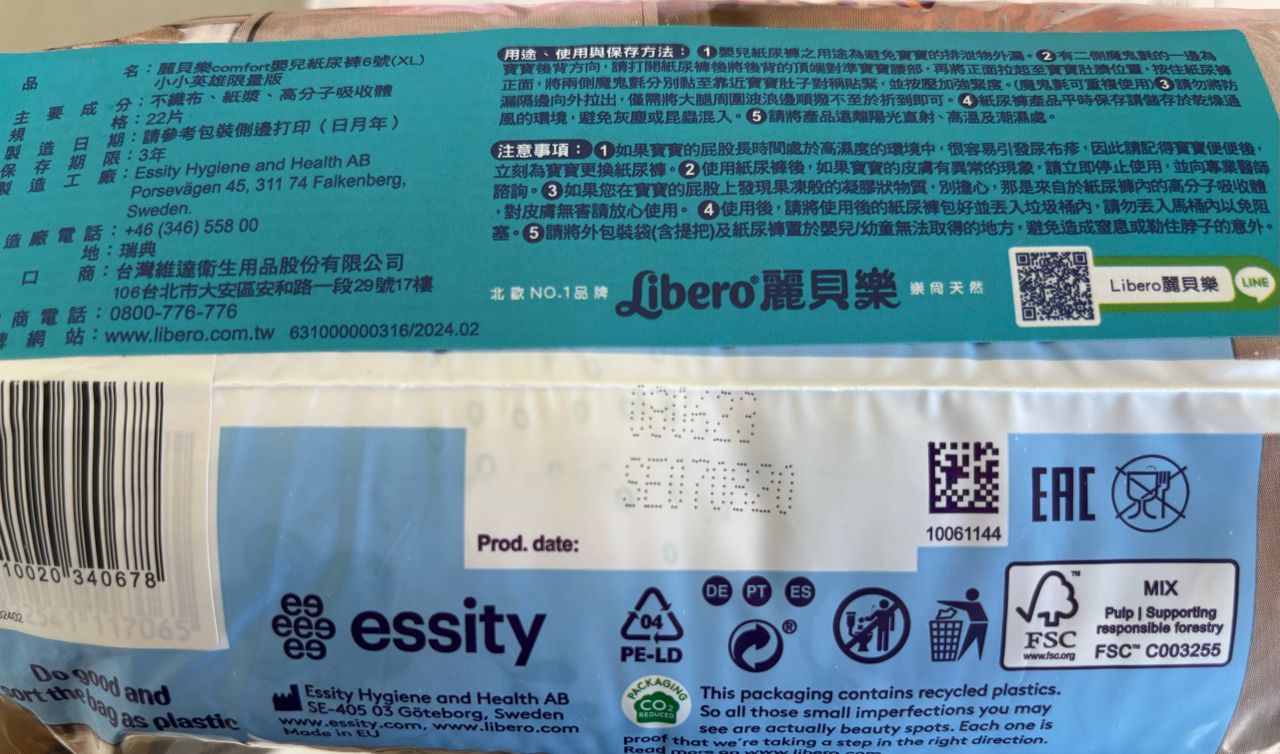 品名：麗貝樂comfort嬰兒紙尿褲6號(XL)
小小英雄限量版
主要成分：不織布、紙漿、高分子吸收體
規格：22片
製造日期：請參考包裝側邊打印（日月年）
保存期限：3年
製造工廠：Essity Hygiene and Health AB
Porsevägen 45, 311 74 Falkenberg,
Sweden.
造廠電話：+46 (346) 558 00
地：瑞典
口商：台灣維達衛生用品股份有限公司
106台北市大安區安和路一段29號17樓
商電話：0800-776-776
牌網站：www.libero.com.tw 631000000316/2024.02
用途、使用與保存方法：❶嬰兒紙尿褲之用途為避免寶寶的排泄物外漏。❷有二側魔鬼氈的一邊為
寶寶後背方向，請打開紙尿褲後將後背的頂端對準寶寶腰部，再將正面拉起至寶寶肚臍位置，按住紙尿褲
正面，將兩側魔鬼氈分別黏至靠近寶寶肚子對稱貼緊，並按壓加強緊度。(魔鬼氈可重複使用)❸請勿將防
漏隔邊向外拉出，僅需將大腿周圍波浪邊順撥不至於折到即可。❹紙尿褲產品平時保存請儲存於乾燥通
風的環境，避免灰塵或昆蟲混入。❺請將產品遠離陽光直射、高溫及潮濕處。
注意事項：❶如果寶寶的屁股長時間處於高濕度的環境中，很容易引發尿布疹，因此請記得寶寶便便後，
立刻為寶寶更換紙尿褲。❷使用紙尿褲後，如果寶寶的皮膚有異常的現象，請立即停止使用，並向專業醫師
諮詢。❸如果您在寶寶的屁股上發現果凍般的凝膠狀物質，別擔心，那是來自於紙尿褲內的高分子吸收體
，對皮膚無害請放心使用。❹使用後，請將使用後的紙尿褲包好並丟入垃圾桶內，請勿丟入馬桶內以免阻
塞。❺請將外包裝袋(含提把)及紙尿褲置於嬰兒/幼童無法取得的地方，避免造成窒息或勒住脖子的意外。
北歐NO.1品牌 Libero®麗貝樂 崇尚天然
Libero麗貝樂
LINE
10020 340678
02402
2541 117065
090623
Prod. date:
10061144
EAC
essity
04
PE-LD
DE PT ES
®
FSC™
www.fsc.org
MIX
Pulp | Supporting
responsible forestry
FSC™ C003255
Do good and
sort the bag as plastic
Essity Hygiene and Health AB
SE-405 03 Göteborg, Sweden
www.essity.com, www.libero.com
Made in EU
PACKAGING
CO₂
REDUCED
This packaging contains recycled plastics.
So all those small imperfections you may
see are actually beauty spots. Each one is
proof that we're taking a step in the right direction.
Read more on www.libero.com